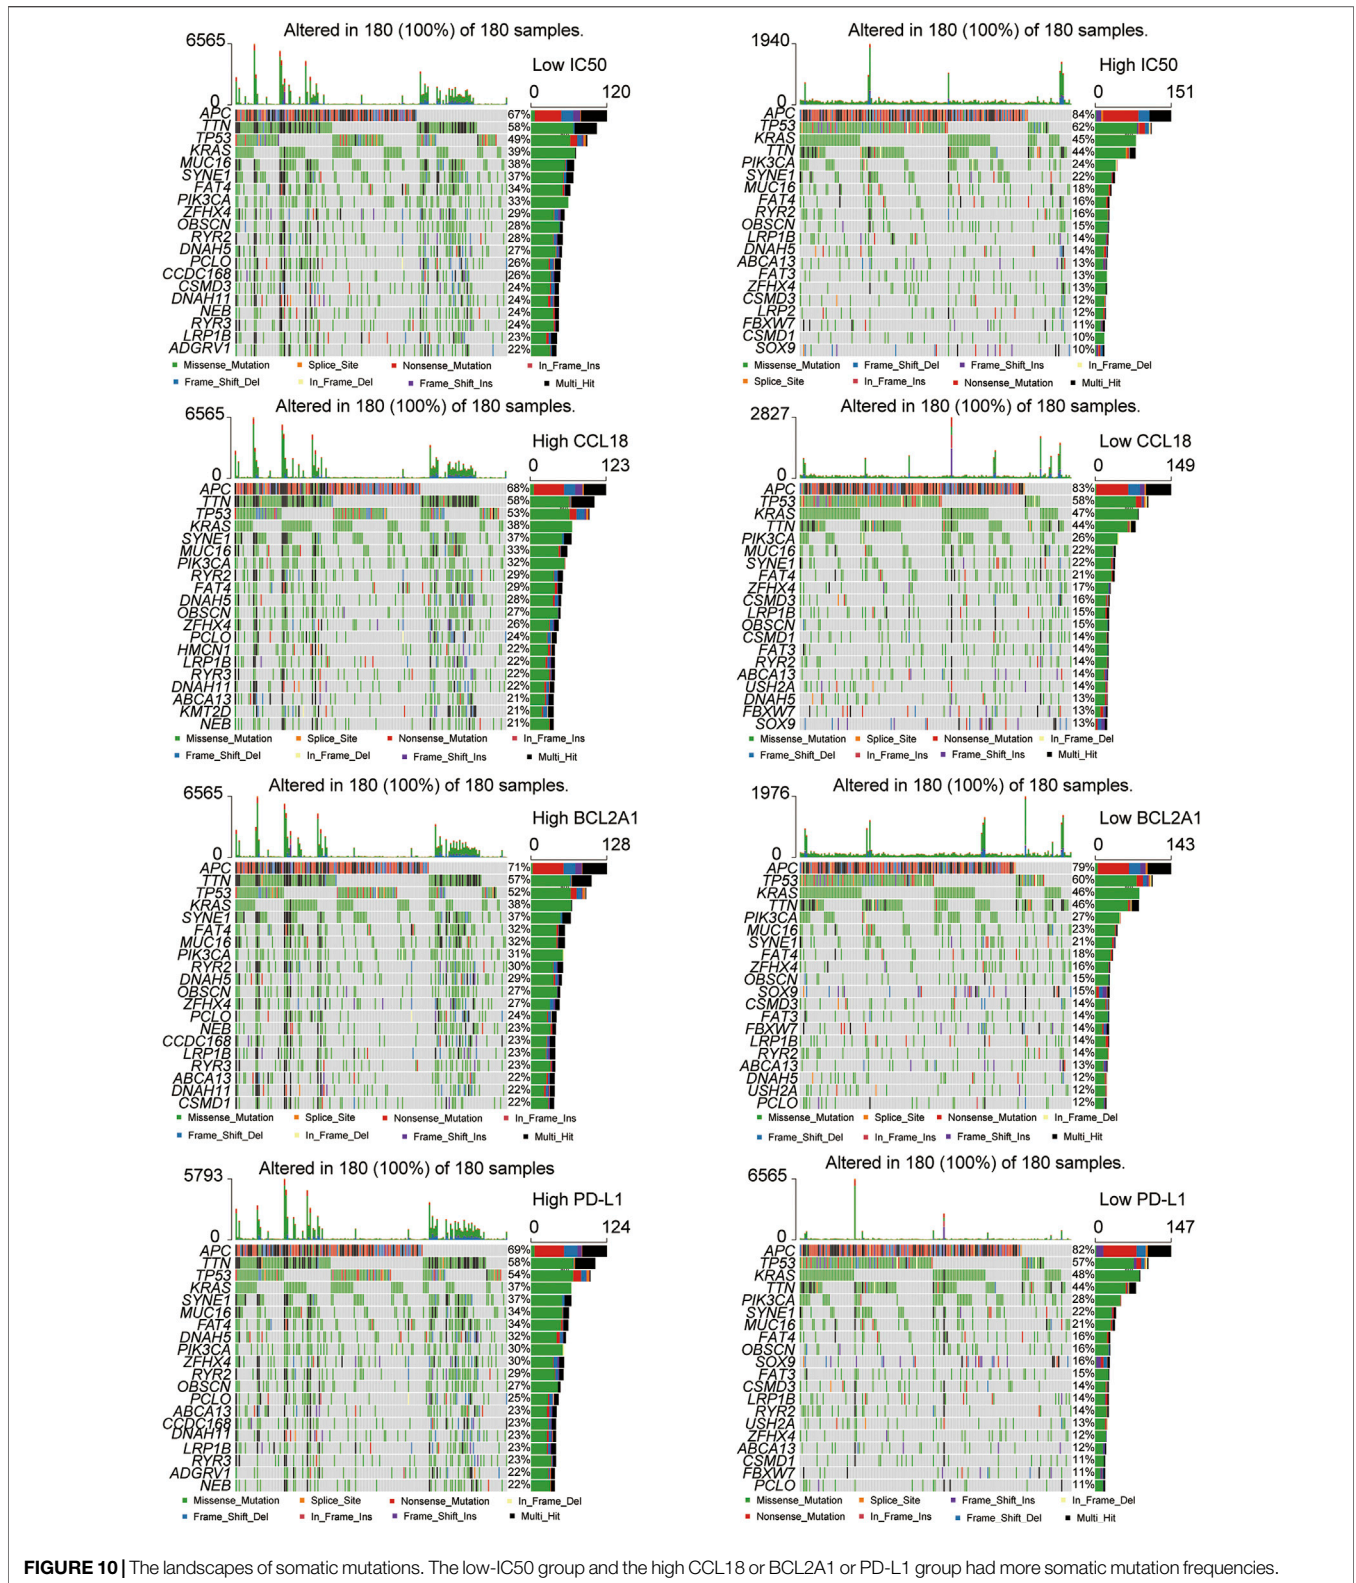 Altered in 180 (100%) of 180 samples.
6565
0
Low IC50
0 120
APC 67%
TTN 58%
TP53 49%
KRAS 39%
MUC16 38%
SYNE1 37%
FAT4 34%
PIK3CA 33%
ZFHX4 29%
OBSCN 28%
RYR2 28%
DNAH5 27%
PCLO 26%
CCDC168 26%
CSMD3 24%
DNAH11 24%
NEB 24%
RYR3 24%
LRP1B 23%
ADGRV1 22%
Missense_Mutation Splice_Site Nonsense_Mutation In_Frame_Ins
Frame_Shift_Del In_Frame_Del Frame_Shift_Ins Multi_Hit
Altered in 180 (100%) of 180 samples.
1940
0
High IC50
0 151
APC 84%
TP53 62%
KRAS 45%
TTN 44%
PIK3CA 24%
SYNE1 22%
MUC16 18%
FAT4 16%
RYR2 16%
OBSCN 15%
LRP1B 14%
DNAH5 14%
ABCA13 13%
FAT3 13%
ZFHX4 13%
CSMD3 12%
LRP2 12%
FBXW7 11%
CSMD1 10%
SOX9 10%
Missense_Mutation Frame_Shift_Del Frame_Shift_Ins In_Frame_Del
Splice_Site In_Frame_Ins Nonsense_Mutation Multi_Hit
Altered in 180 (100%) of 180 samples.
6565
0
High CCL18
0 123
APC 68%
TTN 58%
TP53 53%
KRAS 38%
SYNE1 37%
MUC16 33%
PIK3CA 32%
RYR2 29%
FAT4 29%
DNAH5 28%
OBSCN 27%
ZFHX4 26%
PCLO 24%
HMCN1 22%
LRP1B 22%
RYR3 22%
DNAH11 22%
ABCA13 21%
KMT2D 21%
NEB 21%
Missense_Mutation Splice_Site Nonsense_Mutation In_Frame_Ins
Frame_Shift_Del In_Frame_Del Frame_Shift_Ins Multi_Hit
Altered in 180 (100%) of 180 samples.
2827
0
Low CCL18
0 149
APC 83%
TP53 58%
KRAS 47%
TTN 44%
PIK3CA 26%
MUC16 22%
SYNE1 22%
FAT4 21%
ZFHX4 17%
CSMD3 16%
LRP1B 15%
OBSCN 15%
CSMD1 14%
FAT3 14%
RYR2 14%
ABCA13 14%
USH2A 14%
DNAH5 13%
FBXW7 13%
SOX9 13%
Missense_Mutation Splice_Site Nonsense_Mutation In_Frame_Del
Frame_Shift_Del In_Frame_Ins Frame_Shift_Ins Multi_Hit
Altered in 180 (100%) of 180 samples.
6565
0
High BCL2A1
0 128
APC 71%
TTN 57%
TP53 52%
KRAS 38%
SYNE1 37%
FAT4 32%
MUC16 32%
PIK3CA 31%
RYR2 30%
DNAH5 29%
OBSCN 27%
ZFHX4 27%
PCLO 24%
NEB 23%
CCDC168 23%
LRP1B 23%
RYR3 23%
ABCA13 22%
DNAH11 22%
CSMD1 22%
Missense_Mutation Splice_Site Nonsense_Mutation In_Frame_Ins
Frame_Shift_Del In_Frame_Del Frame_Shift_Ins Multi_Hit
Altered in 180 (100%) of 180 samples.
1976
0
Low BCL2A1
0 143
APC 79%
TP53 60%
KRAS 46%
TTN 46%
PIK3CA 27%
MUC16 23%
SYNE1 21%
FAT4 18%
ZFHX4 16%
OBSCN 15%
SOX9 15%
CSMD3 14%
FAT3 14%
FBXW7 14%
LRP1B 14%
RYR2 14%
ABCA13 13%
DNAH5 12%
USH2A 12%
PCLO 12%
Missense_Mutation Splice_Site Nonsense_Mutation In_Frame_Del
Frame_Shift_Del In_Frame_Ins Frame_Shift_Ins Multi_Hit
Altered in 180 (100%) of 180 samples
5793
0
High PD-L1
0 124
APC 69%
TTN 58%
TP53 54%
KRAS 37%
SYNE1 37%
MUC16 34%
FAT4 34%
DNAH5 32%
PIK3CA 30%
ZFHX4 30%
RYR2 29%
OBSCN 27%
PCLO 25%
ABCA13 23%
CCDC168 23%
DNAH11 23%
LRP1B 23%
RYR3 23%
ADGRV1 22%
NEB 22%
Missense_Mutation Splice_Site Nonsense_Mutation In_Frame_Del
Frame_Shift_Del In_Frame_Ins Frame_Shift_Ins Multi_Hit
Altered in 180 (100%) of 180 samples.
6565
0
Low PD-L1
0 147
APC 82%
TP53 57%
KRAS 48%
TTN 44%
PIK3CA 28%
SYNE1 22%
MUC16 21%
FAT4 16%
OBSCN 16%
SOX9 16%
FAT3 15%
CSMD3 14%
LRP1B 14%
RYR2 14%
USH2A 13%
ZFHX4 12%
ABCA13 12%
CSMD1 11%
FBXW7 11%
PCLO 11%
Missense_Mutation Splice_Site Frame_Shift_Ins In_Frame_Del
Nonsense_Mutation In_Frame_Ins Frame_Shift_Del Multi_Hit
FIGURE 10 | The landscapes of somatic mutations. The low-IC50 group and the high CCL18 or BCL2A1 or PD-L1 group had more somatic mutation frequencies.